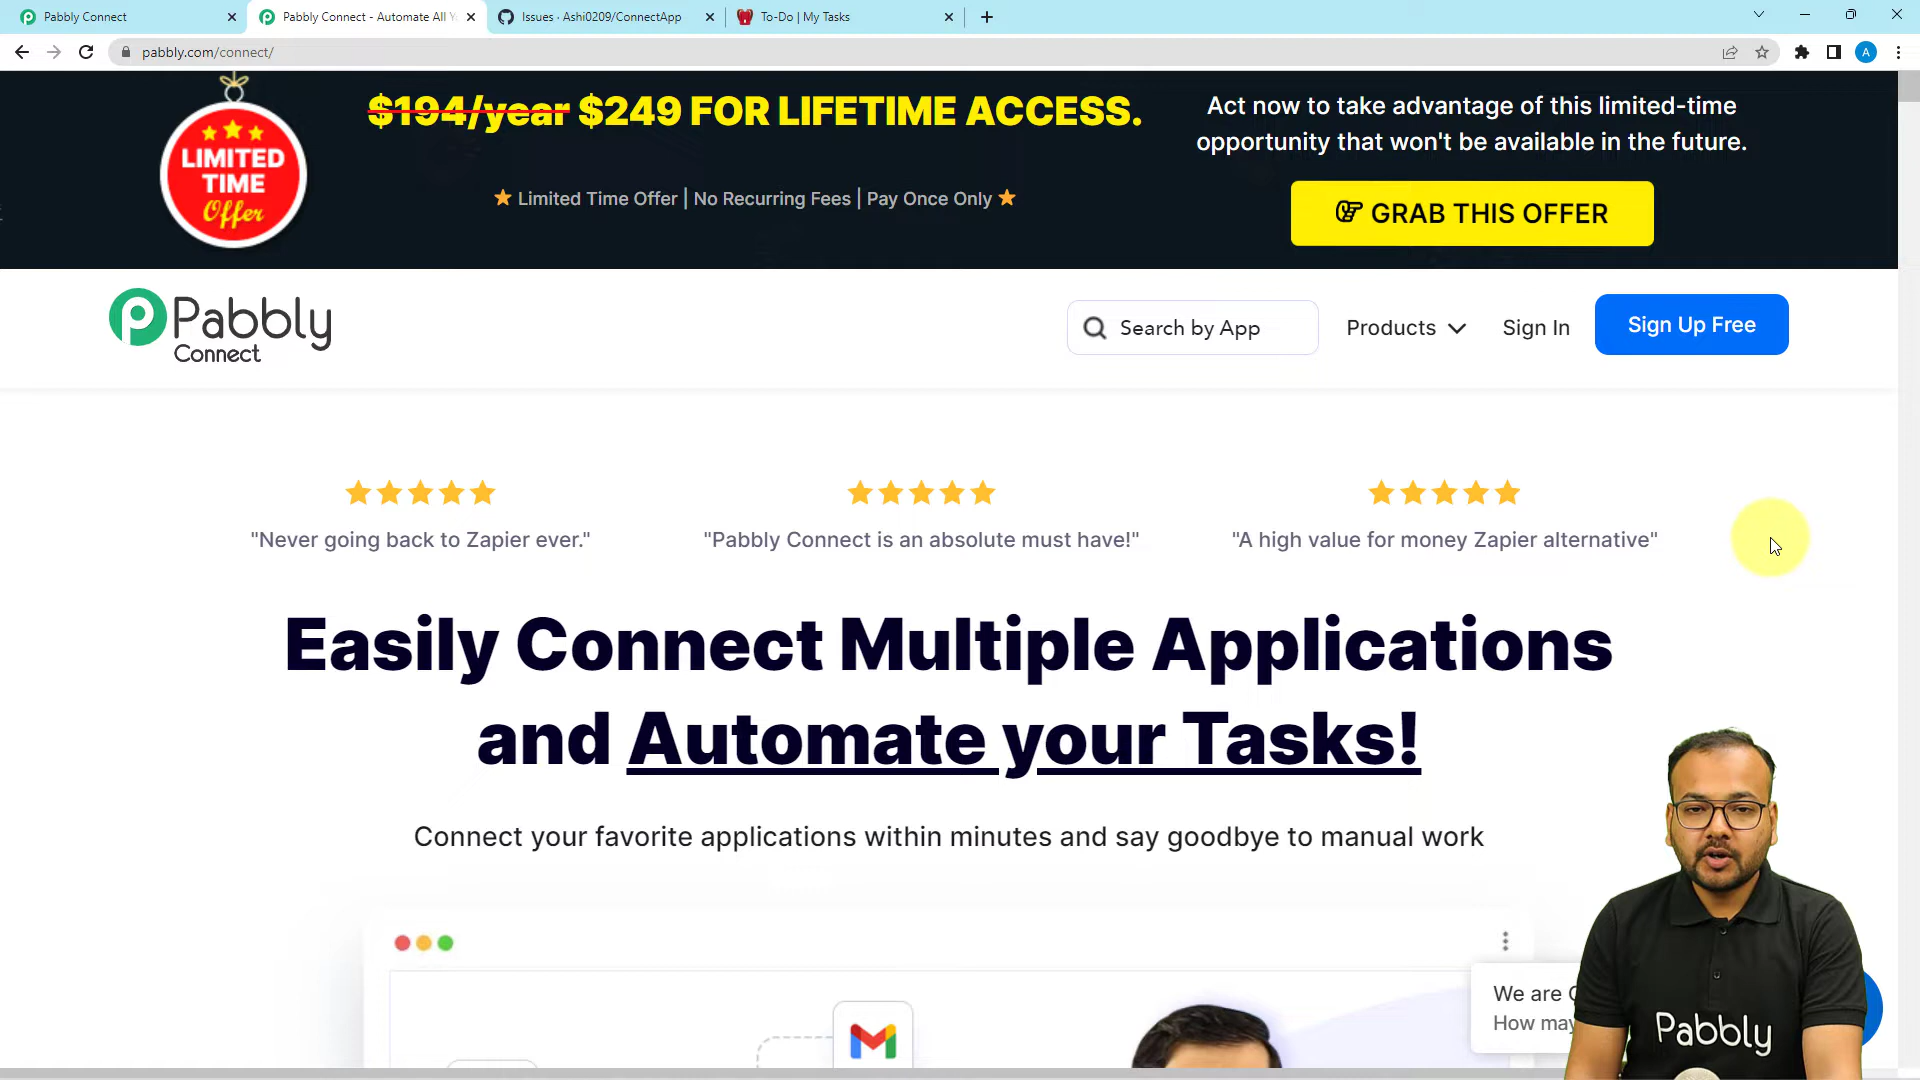 Pabbly Connect
Pabbly Connect - Automate All Y
Issues · Ashi0209/ConnectApp
To-Do | My Tasks
pabbly.com/connect/
A
LIMITED
TIME
Offer
$194/year $249 FOR LIFETIME ACCESS.
Limited Time Offer | No Recurring Fees | Pay Once Only
Act now to take advantage of this limited-time
opportunity that won't be available in the future.
GRAB THIS OFFER
Pabbly
Connect
Search by App
Products
Sign In
Sign Up Free
"Never going back to Zapier ever."
"Pabbly Connect is an absolute must have!"
"A high value for money Zapier alternative"
Easily Connect Multiple Applications
and Automate your Tasks!
Connect your favorite applications within minutes and say goodbye to manual work
We are
How may
Pabbly